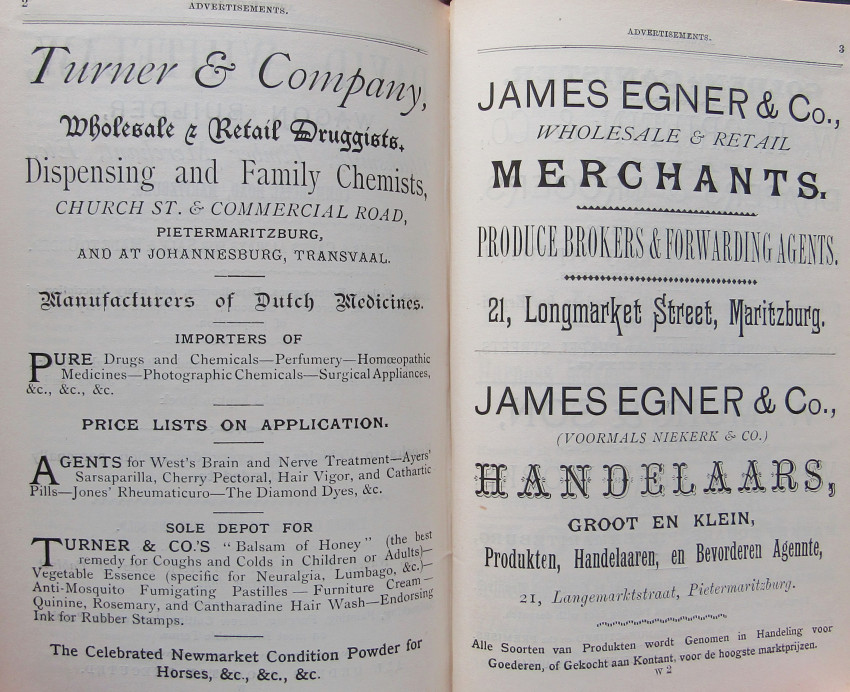 2
ADVERTISEMENTS.
Turner & Company,
Wholesale & Retail Druggists,
Dispensing and Family Chemists,
CHURCH ST. & COMMERCIAL ROAD,
PIETERMARITZBURG,
AND AT JOHANNESBURG, TRANSVAAL.
Manufacturers of Dutch Medicines.
IMPORTERS OF
PURE Drugs and Chemicals—Perfumery—Homœopathic
Medicines—Photographic Chemicals—Surgical Appliances,
&c., &c., &c.
PRICE LISTS ON APPLICATION.
AGENTS for West's Brain and Nerve Treatment—Ayers'
Sarsaparilla, Cherry Pectoral, Hair Vigor, and Cathartic
Pills—Jones' Rheumaticuro—The Diamond Dyes, &c.
SOLE DEPOT FOR
TURNER & CO.'S "Balsam of Honey" (the best
remedy for Coughs and Colds in Children or Adults)—
Vegetable Essence (specific for Neuralgia, Lumbago, &c.—
Anti-Mosquito Fumigating Pastilles — Furniture Cream—
Quinine, Rosemary, and Cantharadine Hair Wash—Endorsing
Ink for Rubber Stamps.
The Celebrated Newmarket Condition Powder for
Horses, &c., &c., &c.
ADVERTISEMENTS.
3
JAMES EGNER & Co.,
WHOLESALE & RETAIL
MERCHANTS.
PRODUCE BROKERS & FORWARDING AGENTS.
21, Longmarket Street, Maritzburg.
JAMES EGNER & Co.,
(VOORMALS NIEKERK & CO.)
HANDELAARS,
GROOT EN KLEIN,
Produkten, Handelaaren, en Bevorderen Agennte,
21, Langemarktstraat, Pietermaritzburg.
Alle Soorten van Produkten wordt Genomen in Handeling voor
Goederen, of Gekocht aan Kontant, voor de hoogste marktprijzen.
W 2